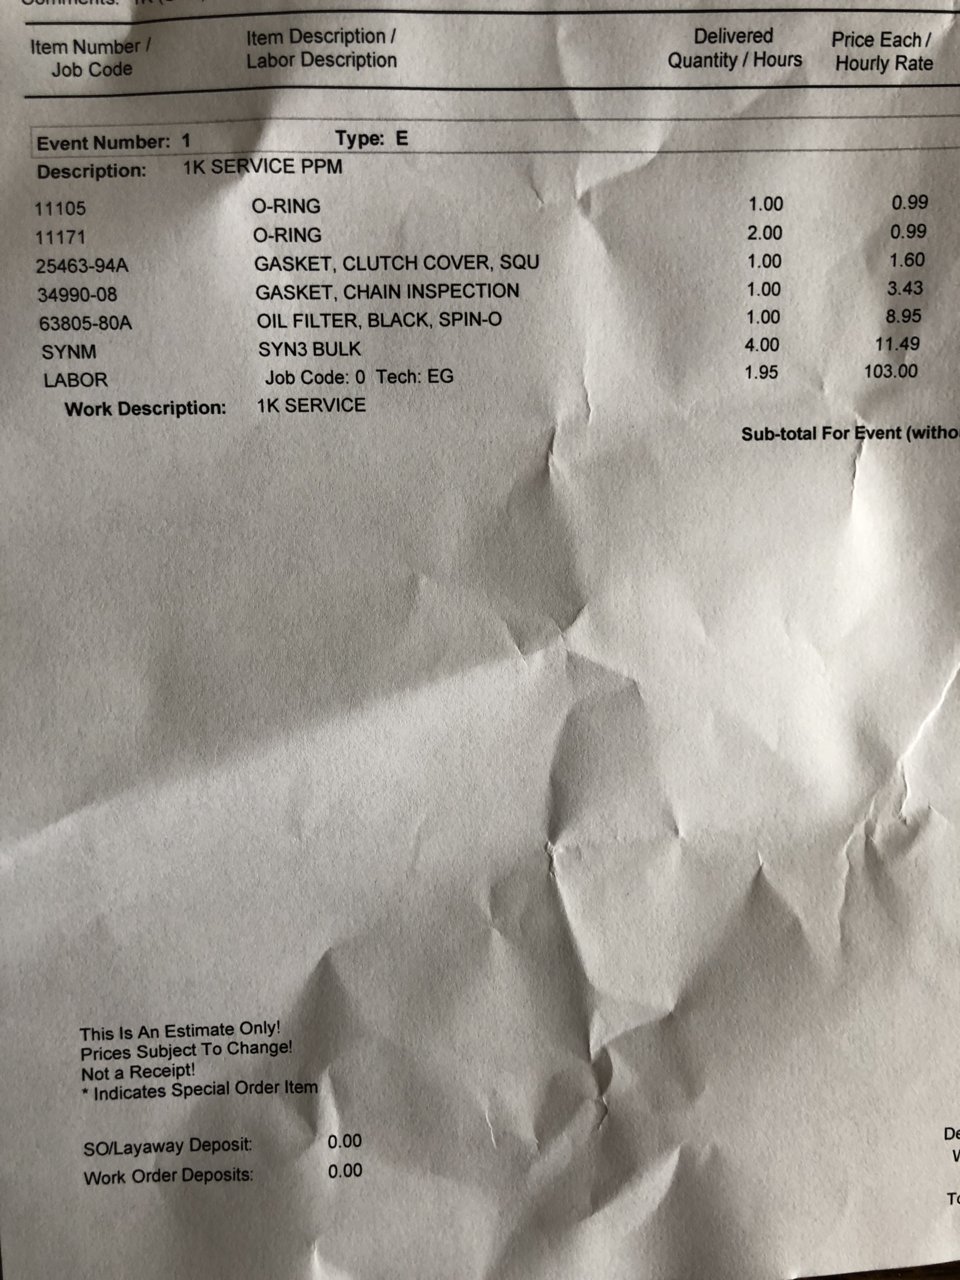 Item Number / Item Description / Delivered Price Each /
Job Code Labor Description Quantity / Hours Hourly Rate
Event Number: 1 Type: E
Description: 1K SERVICE PPM
11105 O-RING 1.00 0.99
11171 O-RING 2.00 0.99
25463-94A GASKET, CLUTCH COVER, SQU 1.00 1.60
34990-08 GASKET, CHAIN INSPECTION 1.00 3.43
63805-80A OIL FILTER, BLACK, SPIN-O 1.00 8.95
SYNM SYN3 BULK 4.00 11.49
LABOR Job Code: 0 Tech: EG 1.95 103.00
Work Description: 1K SERVICE
Sub-total For Event (witho
This Is An Estimate Only!
Prices Subject To Change!
Not a Receipt!
* Indicates Special Order Item
SO/Layaway Deposit: 0.00
Work Order Deposits: 0.00